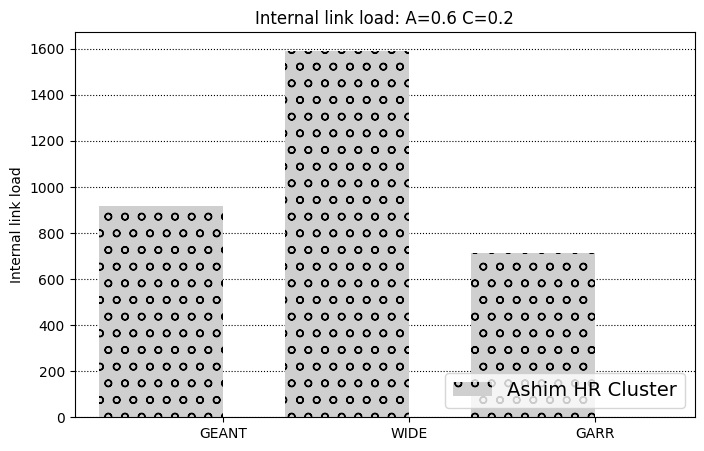 Internal link load: A=0.6 C=0.2
Internal link load
1600
1400
1200
1000
800
600
400
200
0
GEANT
WIDE
GARR
Ashim HR Cluster